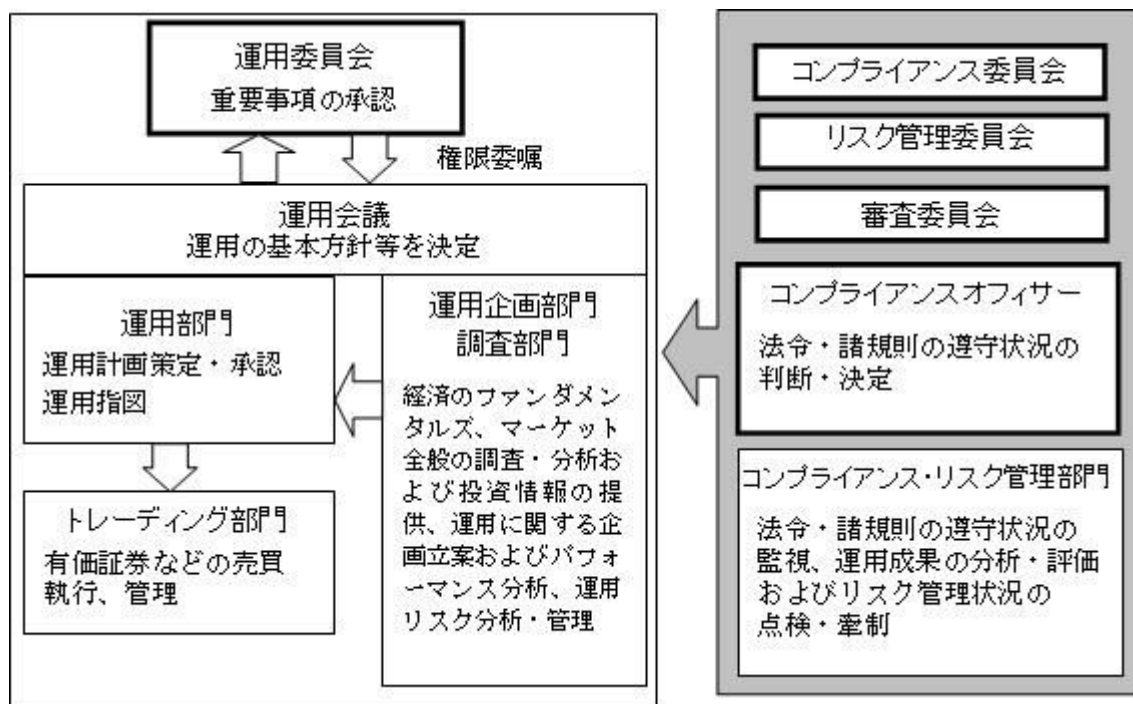 運用委員会
重要事項の承認
権限委嘱
運用会議
運用の基本方針等を決定
運用部門
運用計画策定・承認
運用指図
運用企画部門
調査部門
経済のファンダメン
タルズ、マーケット
全般の調査・分析お
よび投資情報の提
供、運用に関する企
画立案およびパフォ
ーマンス分析、運用
リスク分析・管理
トレーディング部門
有価証券などの売買
執行、管理
コンプライアンス委員会
リスク管理委員会
審査委員会
コンプライアンスオフィサー
法令・諸規則の遵守状況の
判断・決定
コンプライアンス・リスク管理部門
法令・諸規則の遵守状況の
監視、運用成果の分析・評価
およびリスク管理状況の
点検・牽制